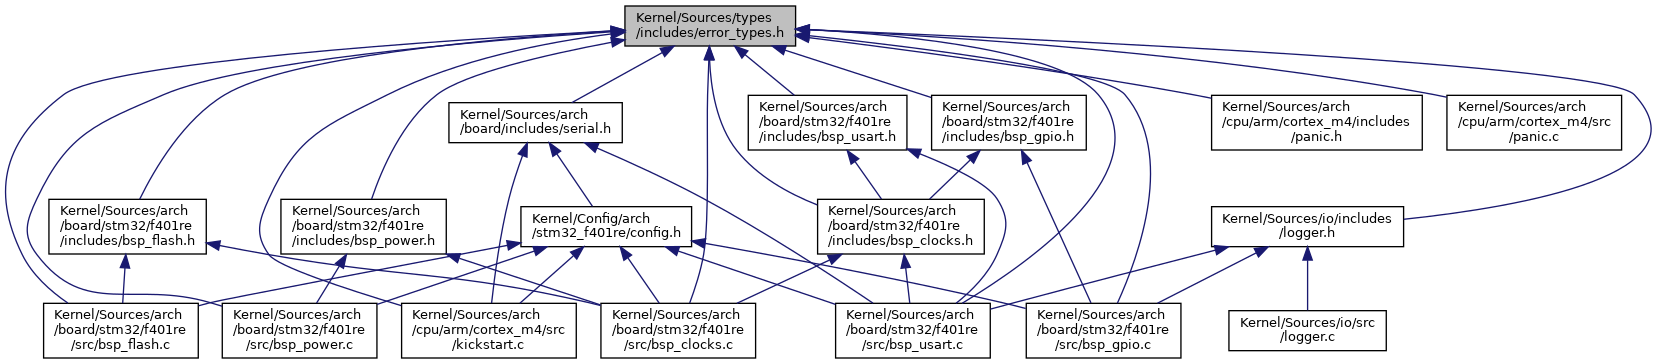 Kernel/Sources/types
/includes/error_types.h
Kernel/Sources/arch
/board/includes/serial.h
Kernel/Sources/arch
/board/stm32/f401re
/includes/bsp_usart.h
Kernel/Sources/arch
/board/stm32/f401re
/includes/bsp_gpio.h
Kernel/Sources/arch
/cpu/arm/cortex_m4/includes
/panic.h
Kernel/Sources/arch
/cpu/arm/cortex_m4/src
/panic.c
Kernel/Sources/arch
/board/stm32/f401re
/includes/bsp_flash.h
Kernel/Sources/arch
/board/stm32/f401re
/includes/bsp_power.h
Kernel/Config/arch
/stm32_f401re/config.h
Kernel/Sources/arch
/board/stm32/f401re
/includes/bsp_clocks.h
Kernel/Sources/io/includes
/logger.h
Kernel/Sources/arch
/board/stm32/f401re
/src/bsp_flash.c
Kernel/Sources/arch
/board/stm32/f401re
/src/bsp_power.c
Kernel/Sources/arch
/cpu/arm/cortex_m4/src
/kickstart.c
Kernel/Sources/arch
/board/stm32/f401re
/src/bsp_clocks.c
Kernel/Sources/arch
/board/stm32/f401re
/src/bsp_usart.c
Kernel/Sources/arch
/board/stm32/f401re
/src/bsp_gpio.c
Kernel/Sources/io/src
/logger.c